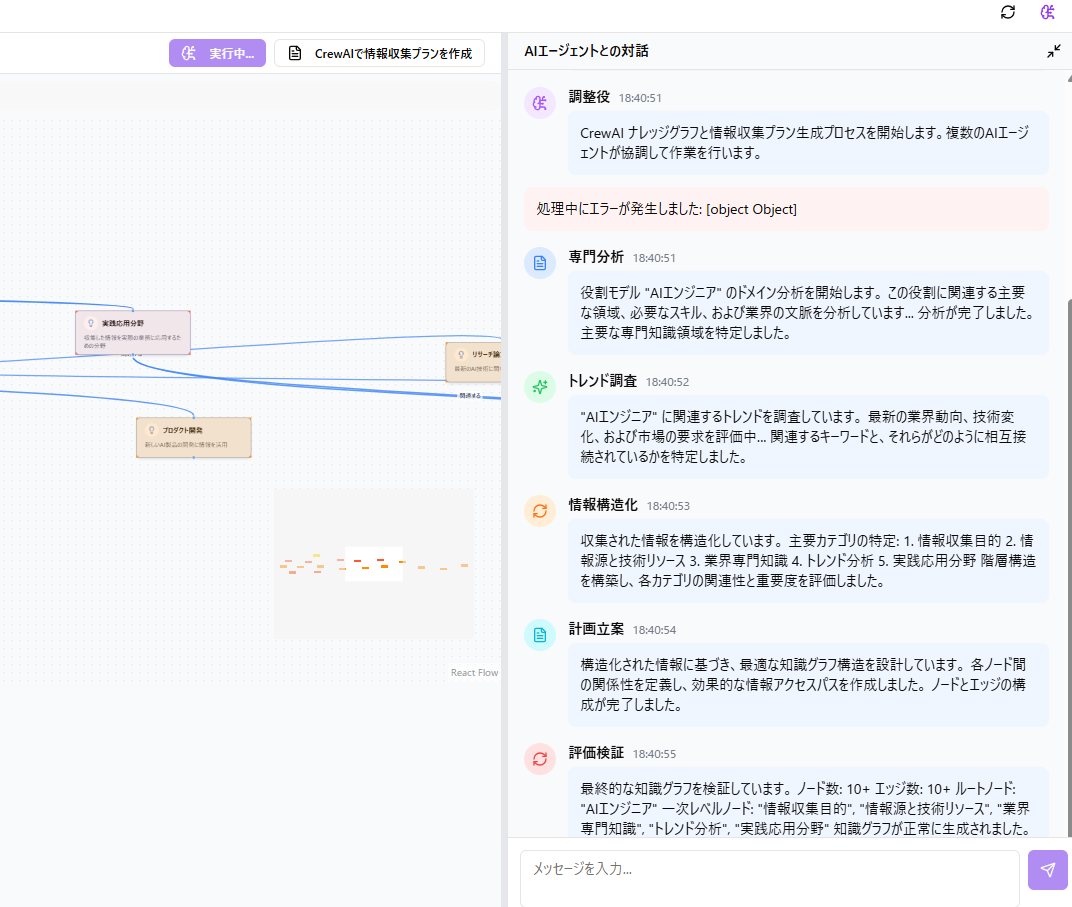 実行中...
CrewAIで情報収集プランを作成
AIエージェントとの対話
調整役 18:40:51
CrewAI ナレッジグラフと情報収集プラン生成プロセスを開始します。複数のAIエージ
ェントが協調して作業を行います。
処理中にエラーが発生しました: [object Object]
専門分析 18:40:51
役割モデル "AIエンジニア" のドメイン分析を開始します。この役割に関連する主要
な領域、必要なスキル、および業界の文脈を分析しています... 分析が完了しました。
主要な専門知識領域を特定しました。
トレンド調査 18:40:52
"AIエンジニア" に関連するトレンドを調査しています。 最新の業界動向、技術変
化、および市場の要求を評価中... 関連するキーワードと、それらがどのように相互接
続されているかを特定しました。
情報構造化 18:40:53
収集された情報を構造化しています。 主要カテゴリの特定: 1. 情報収集目的 2. 情
報源と技術リソース 3. 業界専門知識 4. トレンド分析 5. 実践応用分野 階層構造
を構築し、各カテゴリの関連性と重要度を評価しました。
計画立案 18:40:54
構造化された情報に基づき、最適な知識グラフ構造を設計しています。 各ノード間
の関係性を定義し、効果的な情報アクセスパスを作成しました。 ノードとエッジの構
成が完了しました。
評価検証 18:40:55
最終的な知識グラフを検証しています。 ノード数: 10+ エッジ数: 10+ ルートノード:
"AIエンジニア" 一次レベルノード: "情報収集目的", "情報源と技術リソース", "業界
専門知識", "トレンド分析", "実践応用分野" 知識グラフが正常に生成されました。
メッセージを入力...
実践応用分野
収集した情報を実際の業務に応用するた
めの分野
リサーチ論
最新のAI技術に関
関連する
プロダクト開発
新しいAI製品の開発に情報を活用
React Flow